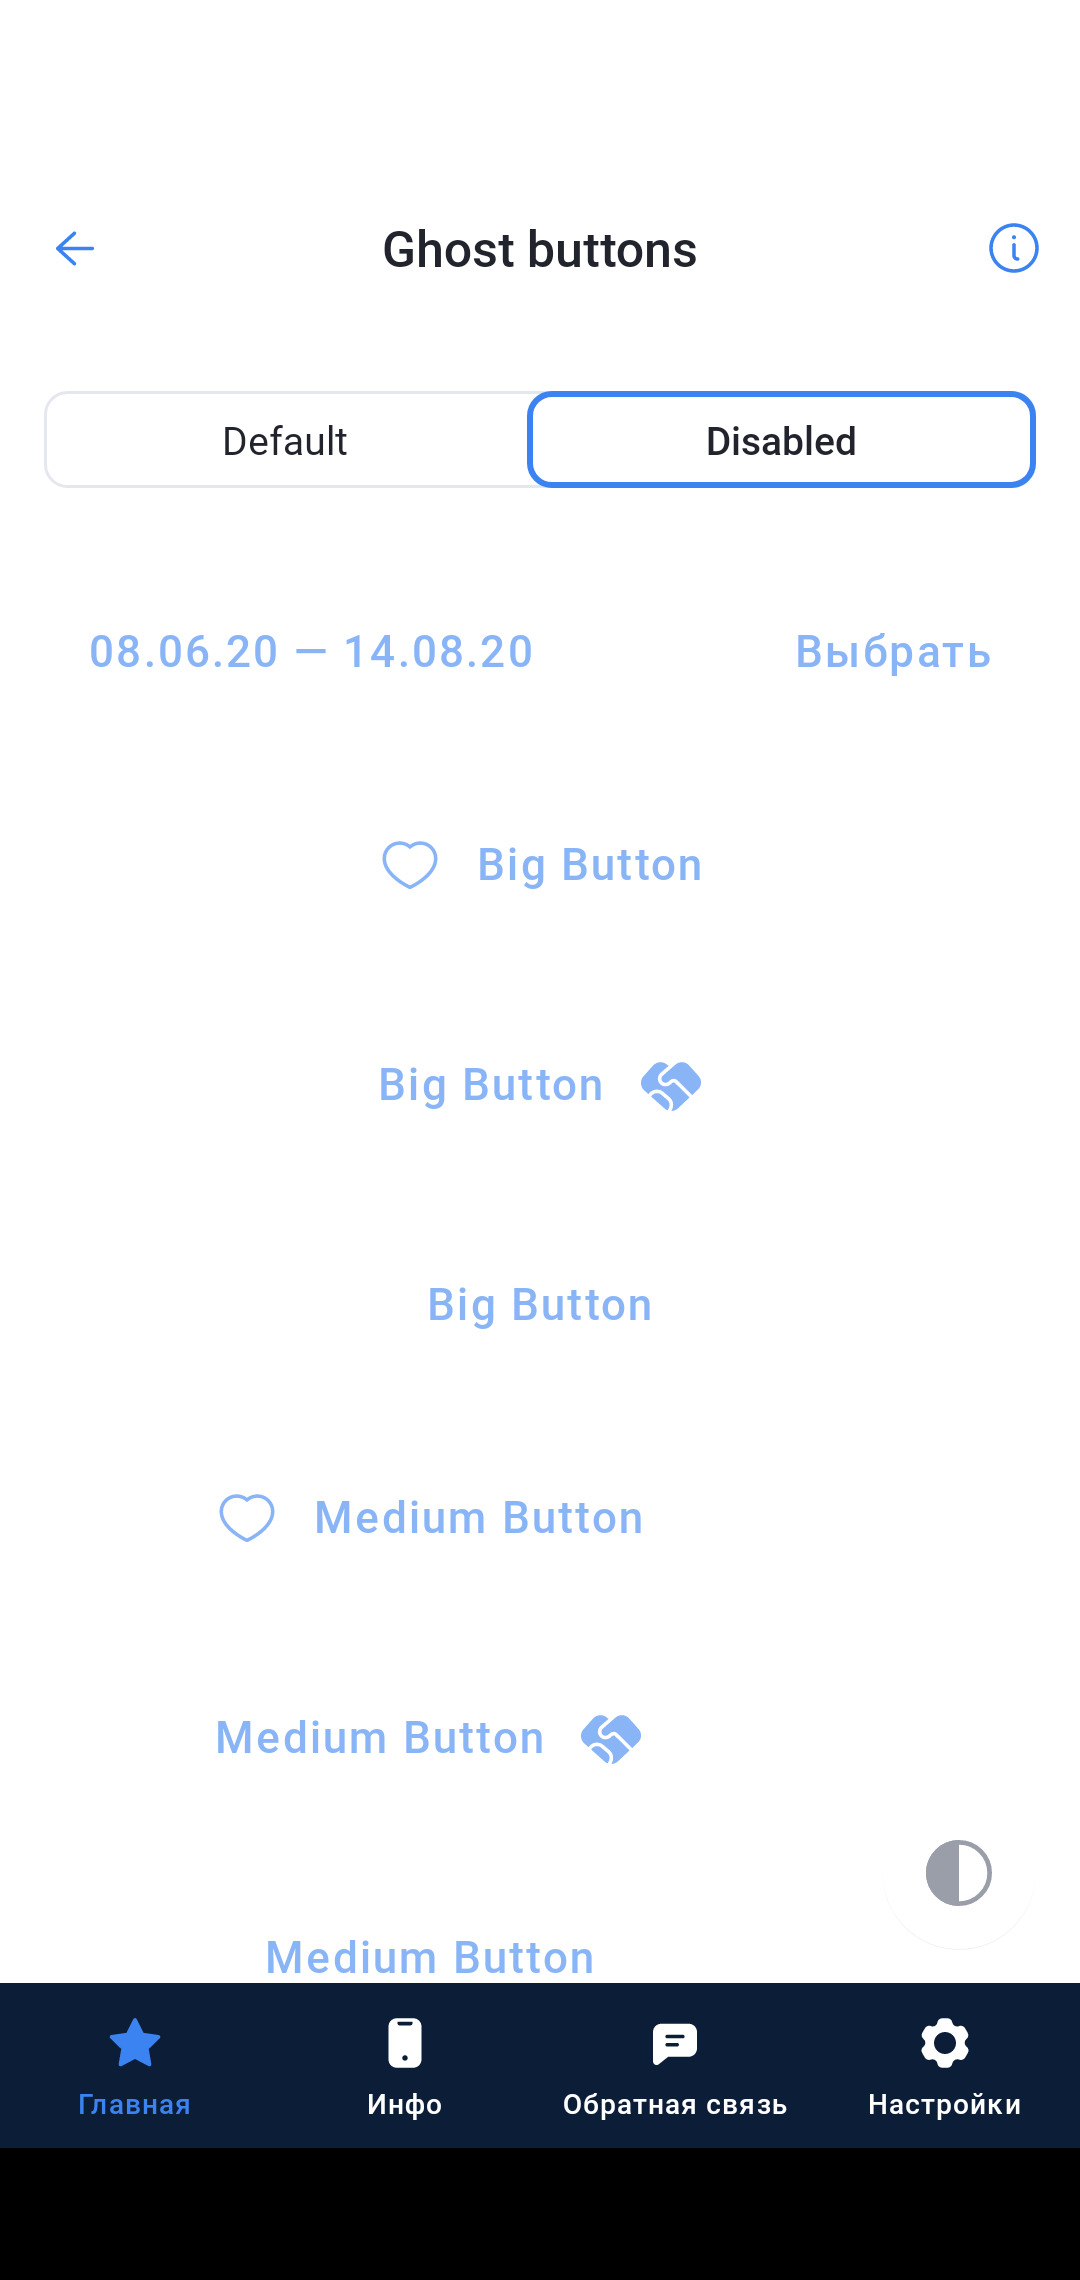 Ghost buttons
Default
Disabled
08.06.20 — 14.08.20
Выбрать
Big Button
Big Button
Big Button
Medium Button
Medium Button
Medium Button
Главная
Инфо
Обратная связь
Настройки